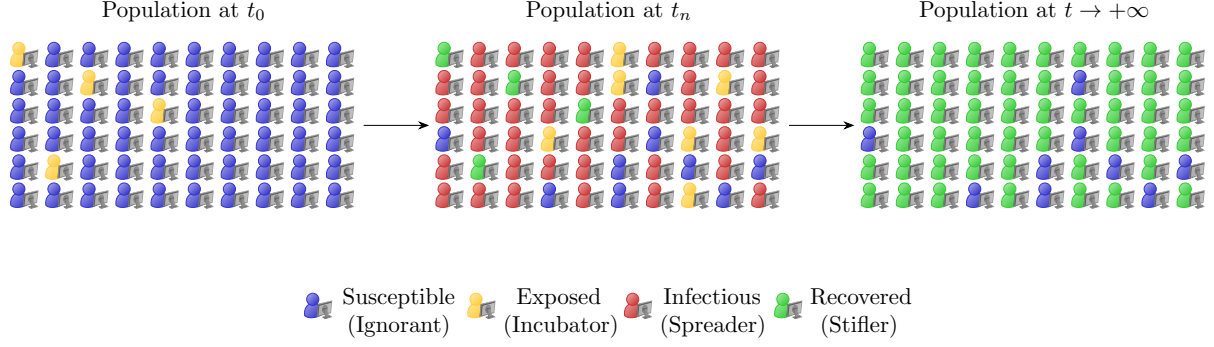 Population at t₀
Population at tₙ
Population at t → +∞
Susceptible
(Ignorant)
Exposed
(Incubator)
Infectious
(Spreader)
Recovered
(Stifler)